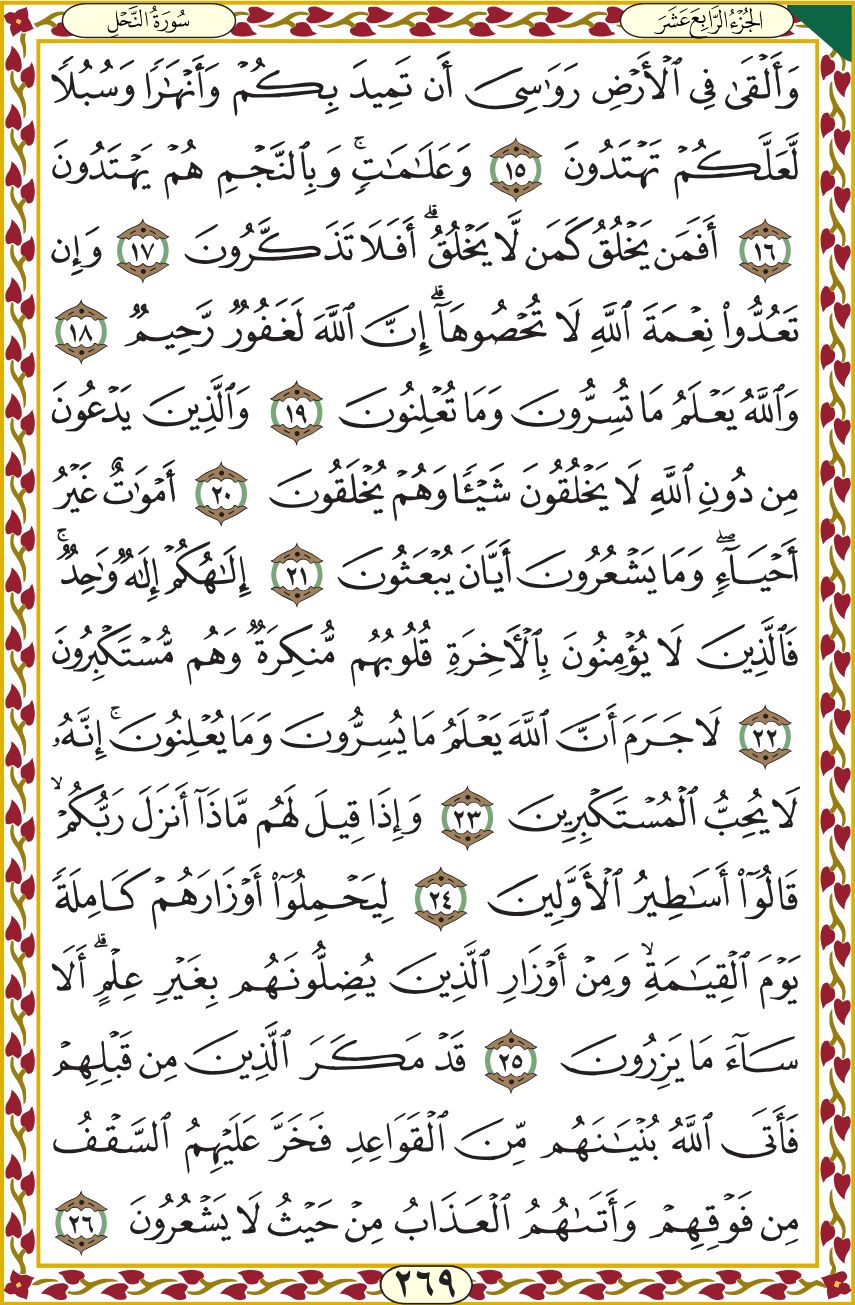 الجُزْءُ الرَّابِعَ عَشَرَ
سُورَةُ النَّحْلِ
وَأَلْقَىٰ فِي ٱلْأَرْضِ رَوَٰسِىَ أَن تَمِيدَ بِكُمْ وَأَنْهَٰرًا وَسُبُلًا
لَّعَلَّكُمْ تَهْتَدُونَ ١٥ وَعَلَٰمَٰتٍۚ وَبِٱلنَّجْمِ هُمْ يَهْتَدُونَ
١٦ أَفَمَن يَخْلُقُ كَمَن لَّا يَخْلُقُۗ أَفَلَا تَذَكَّرُونَ ١٧ وَإِن
تَعُدُّوا۟ نِعْمَةَ ٱللَّهِ لَا تُحْصُوهَآۗ إِنَّ ٱللَّهَ لَغَفُورٌ رَّحِيمٌ ١٨
وَٱللَّهُ يَعْلَمُ مَا تُسِرُّونَ وَمَا تُعْلِنُونَ ١٩ وَٱلَّذِينَ يَدْعُونَ
مِن دُونِ ٱللَّهِ لَا يَخْلُقُونَ شَيْـًٔا وَهُمْ يُخْلَقُونَ ٢٠ أَمْوَٰتٌ غَيْرُ
أَحْيَآءٍۖ وَمَا يَشْعُرُونَ أَيَّانَ يُبْعَثُونَ ٢١ إِلَٰهُكُمْ إِلَٰهٌ وَٰحِدٌۚ
فَٱلَّذِينَ لَا يُؤْمِنُونَ بِٱلْأَخِرَةِ قُلُوبُهُم مُّنكِرَةٌ وَهُم مُّسْتَكْبِرُونَ
٢٢ لَا جَرَمَ أَنَّ ٱللَّهَ يَعْلَمُ مَا يُسِرُّونَ وَمَا يُعْلِنُونَۚ إِنَّهُۥ
لَا يُحِبُّ ٱلْمُسْتَكْبِرِينَ ٢٣ وَإِذَا قِيلَ لَهُم مَّاذَآ أَنزَلَ رَبُّكُمْۙ
قَالُوٓا۟ أَسَٰطِيرُ ٱلْأَوَّلِينَ ٢٤ لِيَحْمِلُوٓا۟ أَوْزَارَهُمْ كَامِلَةً
يَوْمَ ٱلْقِيَٰمَةِۙ وَمِنْ أَوْزَارِ ٱلَّذِينَ يُضِلُّونَهُم بِغَيْرِ عِلْمٍۗ أَلَا
سَآءَ مَا يَزِرُونَ ٢٥ قَدْ مَكَرَ ٱلَّذِينَ مِن قَبْلِهِمْ
فَأَتَى ٱللَّهُ بُنْيَٰنَهُم مِّنَ ٱلْقَوَاعِدِ فَخَرَّ عَلَيْهِمُ ٱلسَّقْفُ
مِن فَوْقِهِمْ وَأَتَىٰهُمُ ٱلْعَذَابُ مِنْ حَيْثُ لَا يَشْعُرُونَ ٢٦
٢٦٩